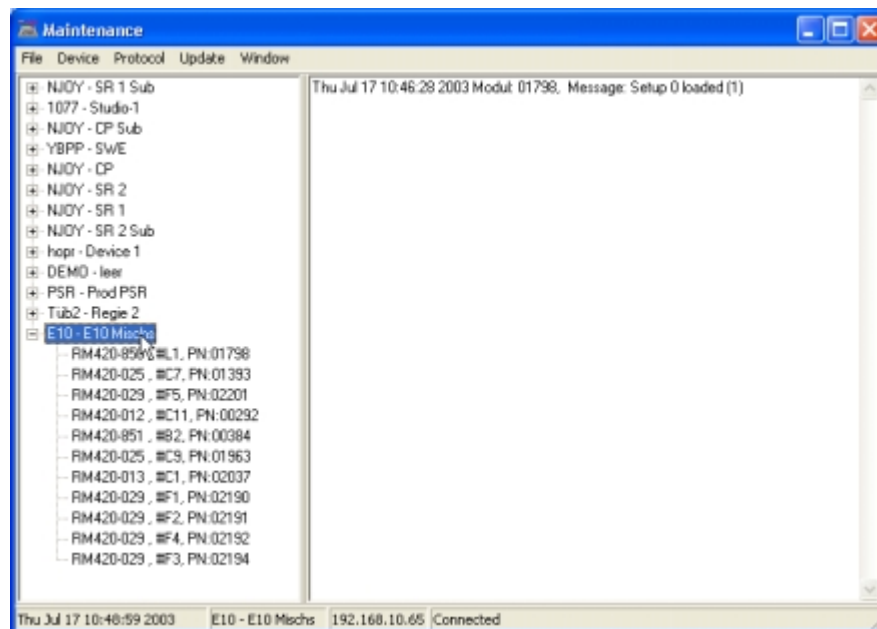 Maintenance
File Device Protocol Update Window
NJOY - SR 1 Sub
1077 - Studio-1
NJOY - CP Sub
YBPP - SWE
NJOY - CP
NJOY - SR 2
NJOY - SR 1
NJOY - SR 2 Sub
hopr - Device 1
DEMO - leer
PSR - Prod PSR
Tüb2 - Regie 2
E10 - E10 Mischs
RM420-850, #L1, PN:01798
RM420-025 , #C7, PN:01393
RM420-029 , #F5, PN:02201
RM420-012 , #C11, PN:00292
RM420-851 , #B2, PN:00384
RM420-025 , #C9, PN:01963
RM420-013 , #C1, PN:02037
RM420-029 , #F1, PN:02190
RM420-029 , #F2, PN:02191
RM420-029 , #F4, PN:02192
RM420-029 , #F3, PN:02194
Thu Jul 17 10:46:28 2003 Modul: 01798, Message: Setup 0 loaded (1)
Thu Jul 17 10:48:59 2003 E10 - E10 Mischs 192.168.10.65 Connected